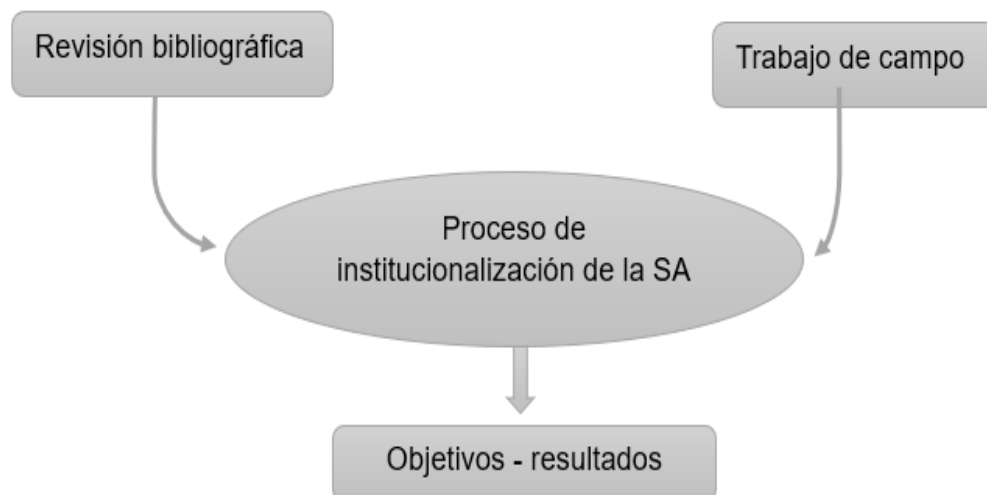 Revisión bibliográfica
Trabajo de campo
Proceso de
institucionalización de la SA
Objetivos - resultados